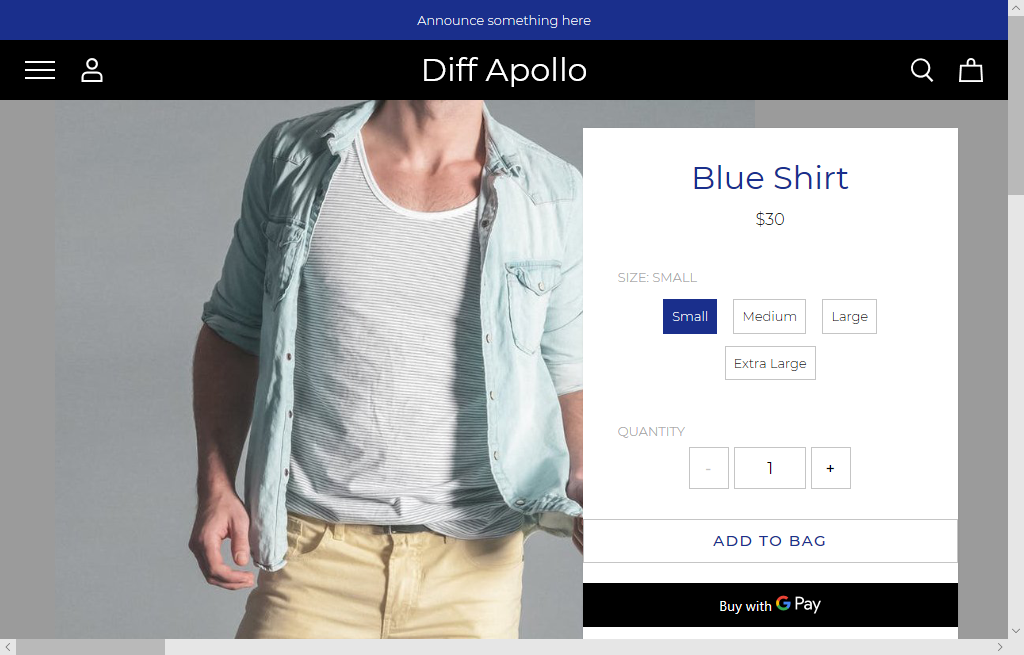 Announce something here
Diff Apollo
Blue Shirt
$30
SIZE: SMALL
Small Medium Large
Extra Large
QUANTITY
- 1 +
ADD TO BAG
Buy with G Pay